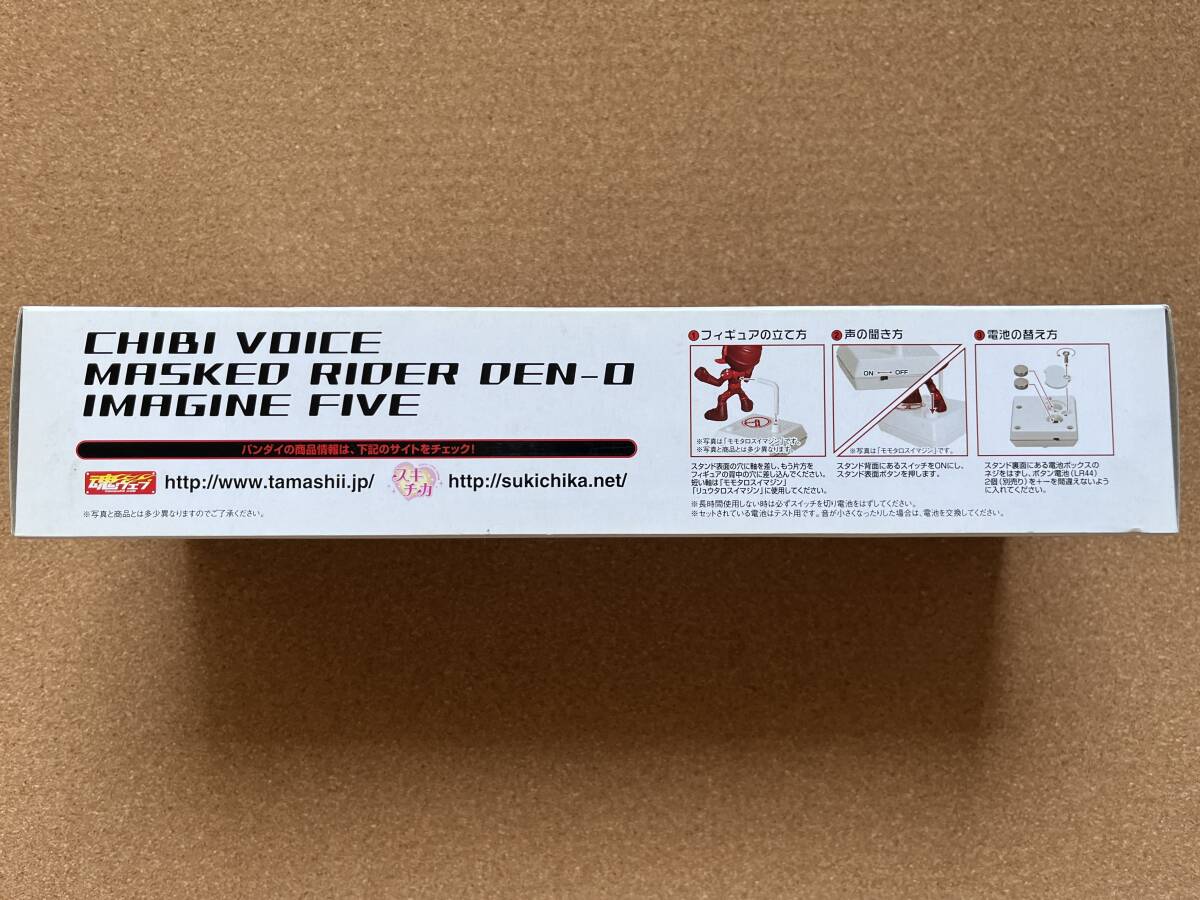 CHIBI VOICE
MASKED RIDER DEN-O
IMAGINE FIVE
バンダイの商品情報は、下記のサイトをチェック!
魂ウェブ http://www.tamashii.jp/ スキチカ http://sukichika.net/
※写真と商品とは多少異なりますのでご了承ください。
1 フィギュアの立て方
※写真は「モモタロスイマジン」です。
※写真と商品とは多少異なります。
スタンド表面の穴に軸を差し、もう片方を
フィギュアの背中の穴に差し込んでください。
短い軸は「モモタロスイマジン」
「リュウタロスイマジン」に使用してください。
2 声の聞き方
ON ↔ OFF
※写真は「モモタロスイマジン」です。
スタンド背面にあるスイッチをONにし、
スタンド表面ボタンを押します。
3 電池の替え方
スタンド裏面にある電池ボックスの
ネジをはずし、ボタン電池(LR44)
2個(別売り)を+-を間違えないよう
に入れてください。
※長時間使用しない時は必ずスイッチを切り電池をはずしてください。
※セットされている電池はテスト用です。音が小さくなったりした場合は、電池を交換してください。